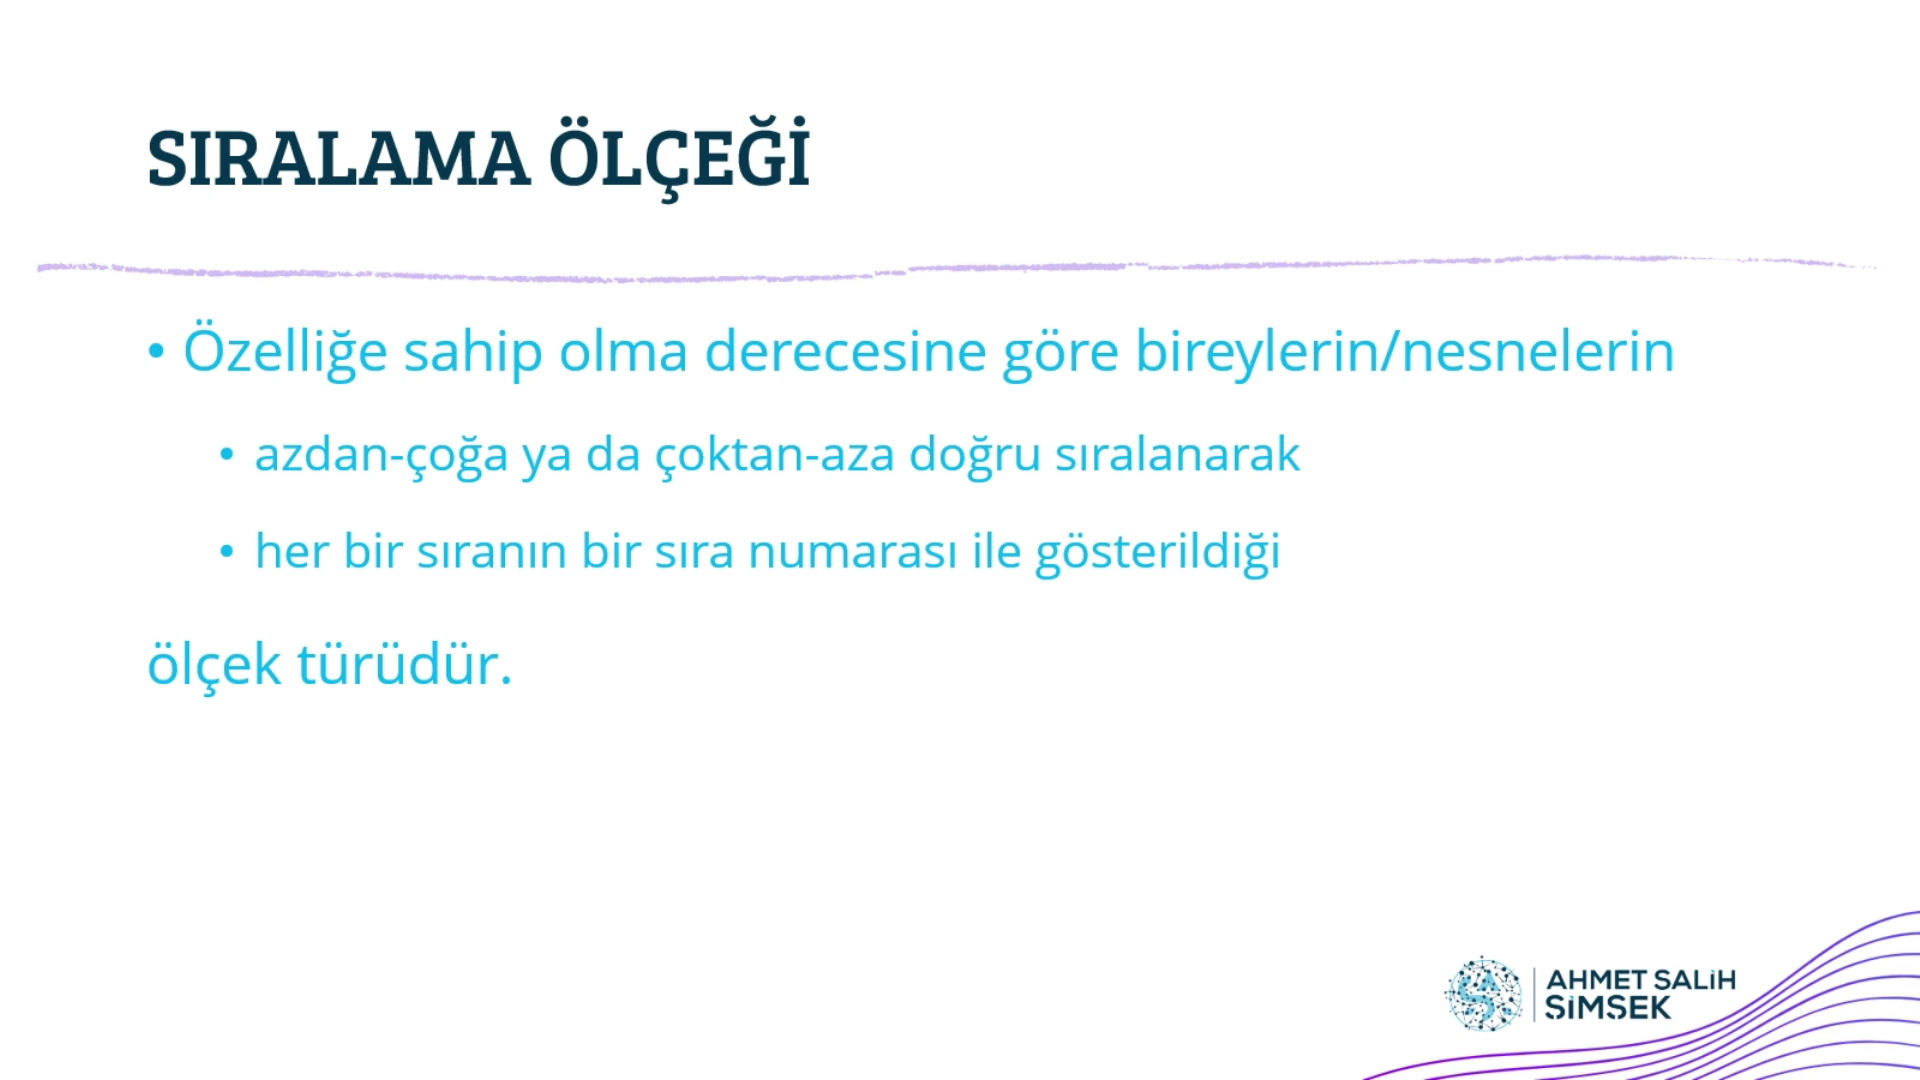 SIRALAMA ÖLÇEĞİ
• Özelliğe sahip olma derecesine göre bireylerin/nesnelerin
• azdan-çoğa ya da çoktan-aza doğru sıralanarak
• her bir sıranın bir sıra numarası ile gösterildiği
ölçek türüdür.
AHMET SALİH
SİMSEK